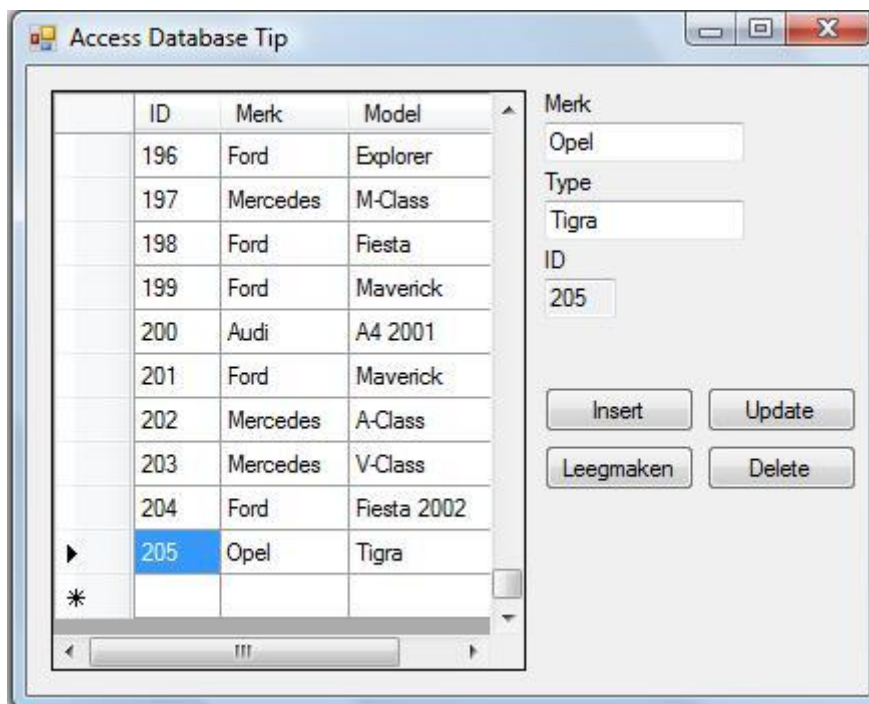 Access Database Tip
ID Merk Model
196 Ford Explorer
197 Mercedes M-Class
198 Ford Fiesta
199 Ford Maverick
200 Audi A4 2001
201 Ford Maverick
202 Mercedes A-Class
203 Mercedes V-Class
204 Ford Fiesta 2002
205 Opel Tigra
Merk
Opel
Type
Tigra
ID
205
Insert Update
Leegmaken Delete